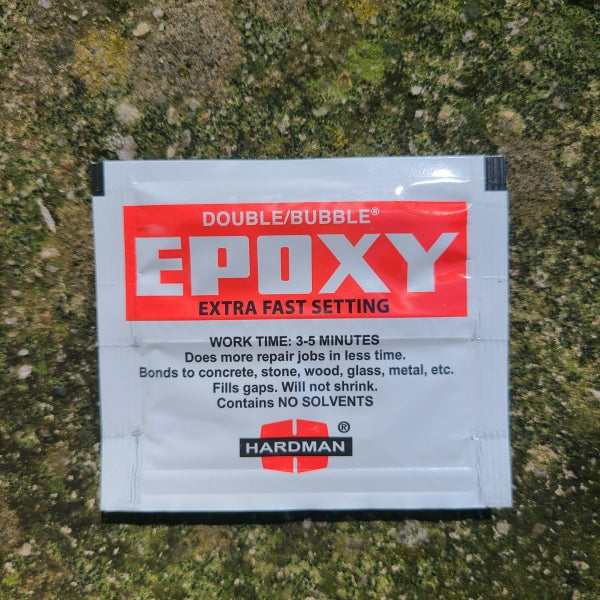 DOUBLE/BUBBLE®
EPOXY
EXTRA FAST SETTING
WORK TIME: 3-5 MINUTES
Does more repair jobs in less time.
Bonds to concrete, stone, wood, glass, metal, etc.
Fills gaps. Will not shrink.
Contains NO SOLVENTS
HARDMAN®